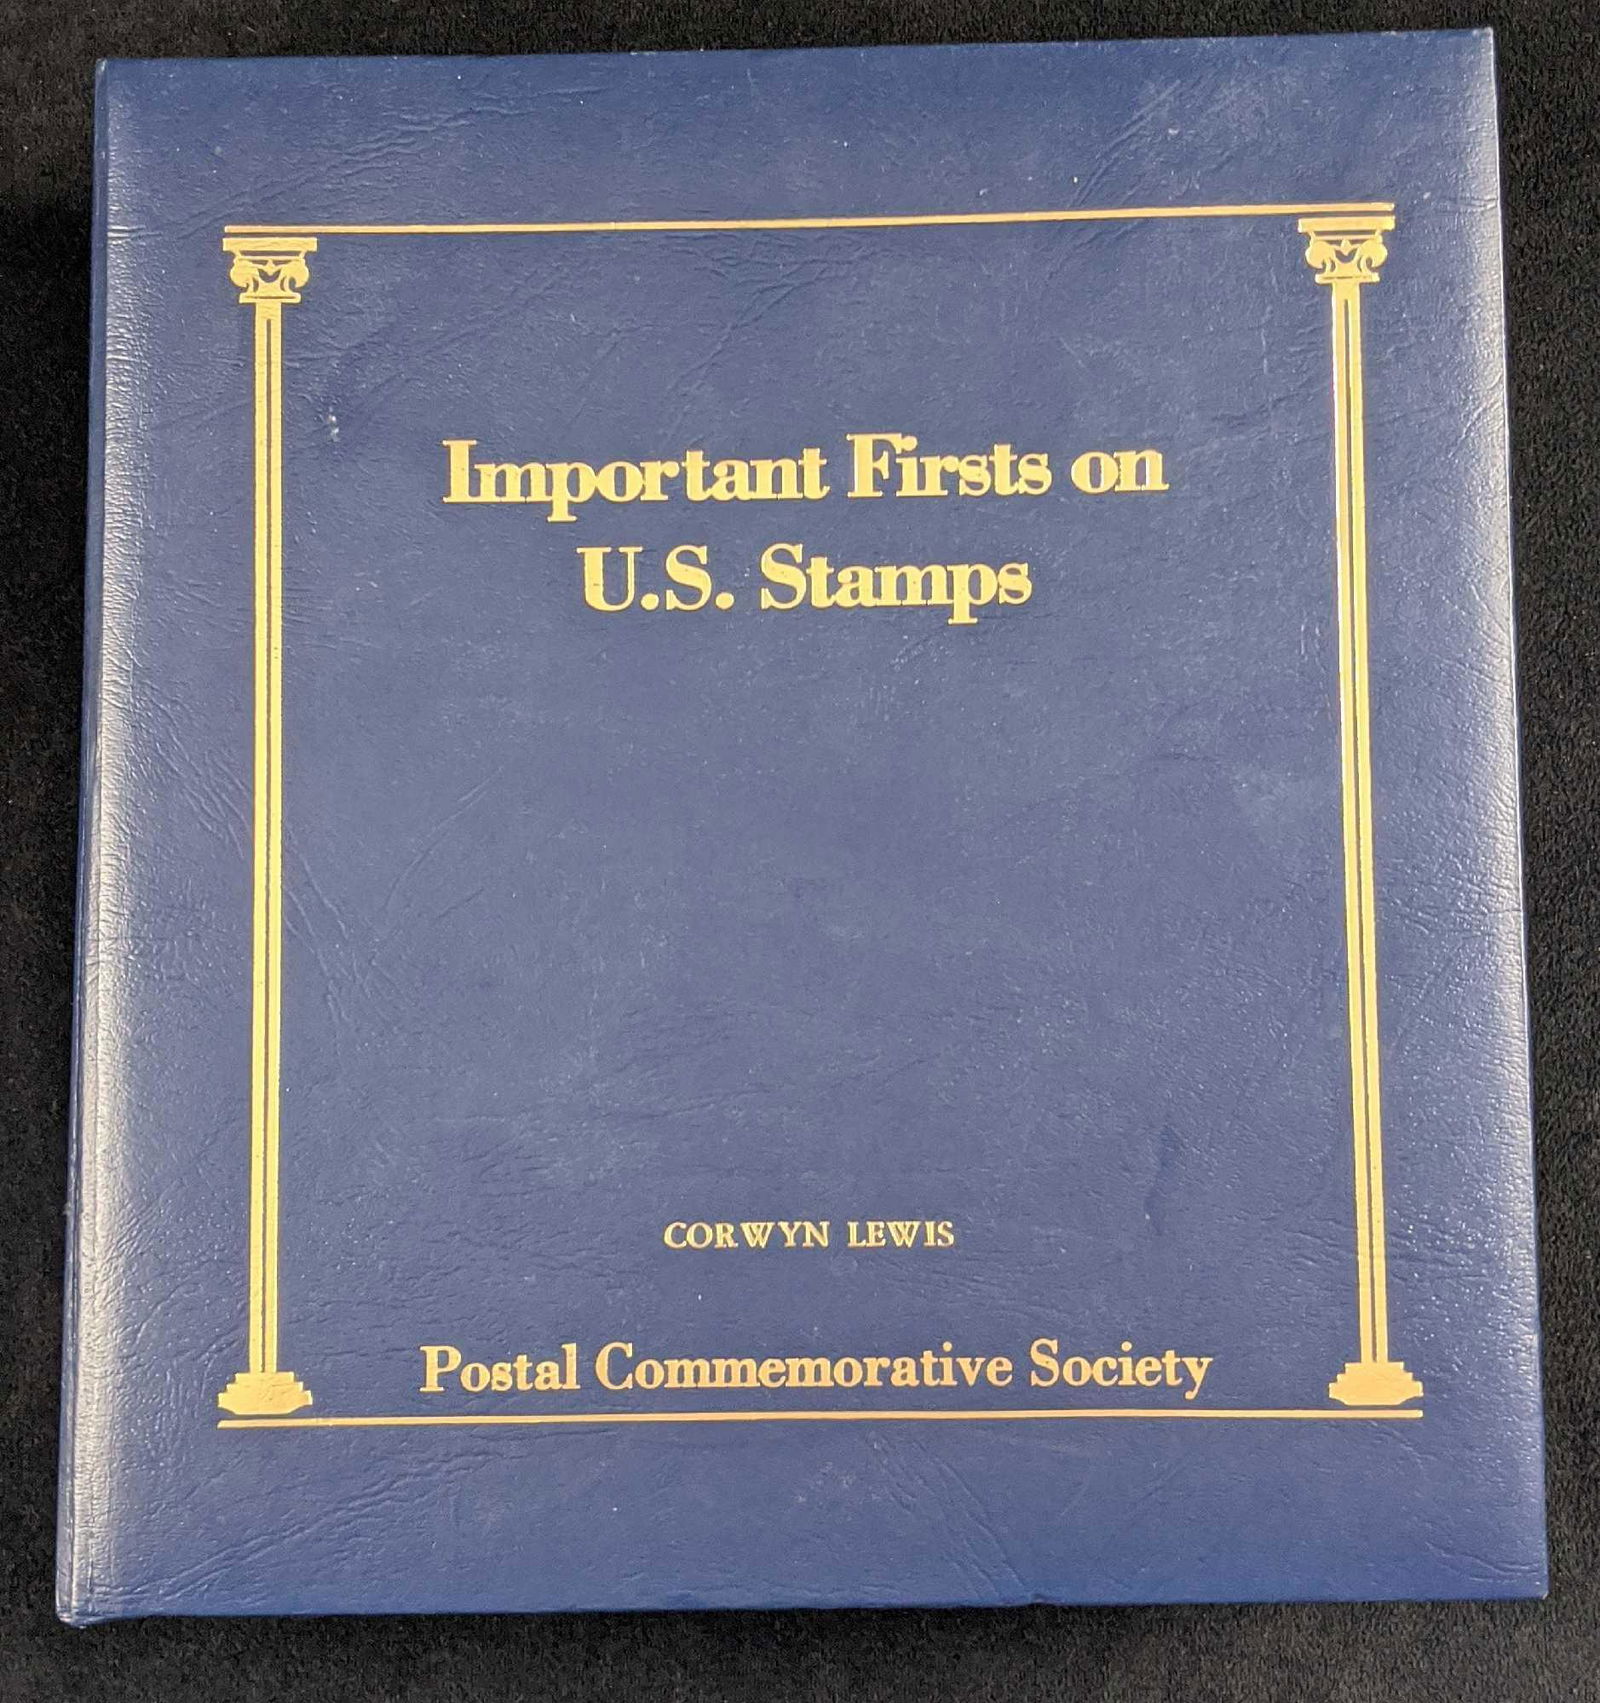 Important Firsts on
U.S. Stamps
CORWYN LEWIS
Postal Commemorative Society